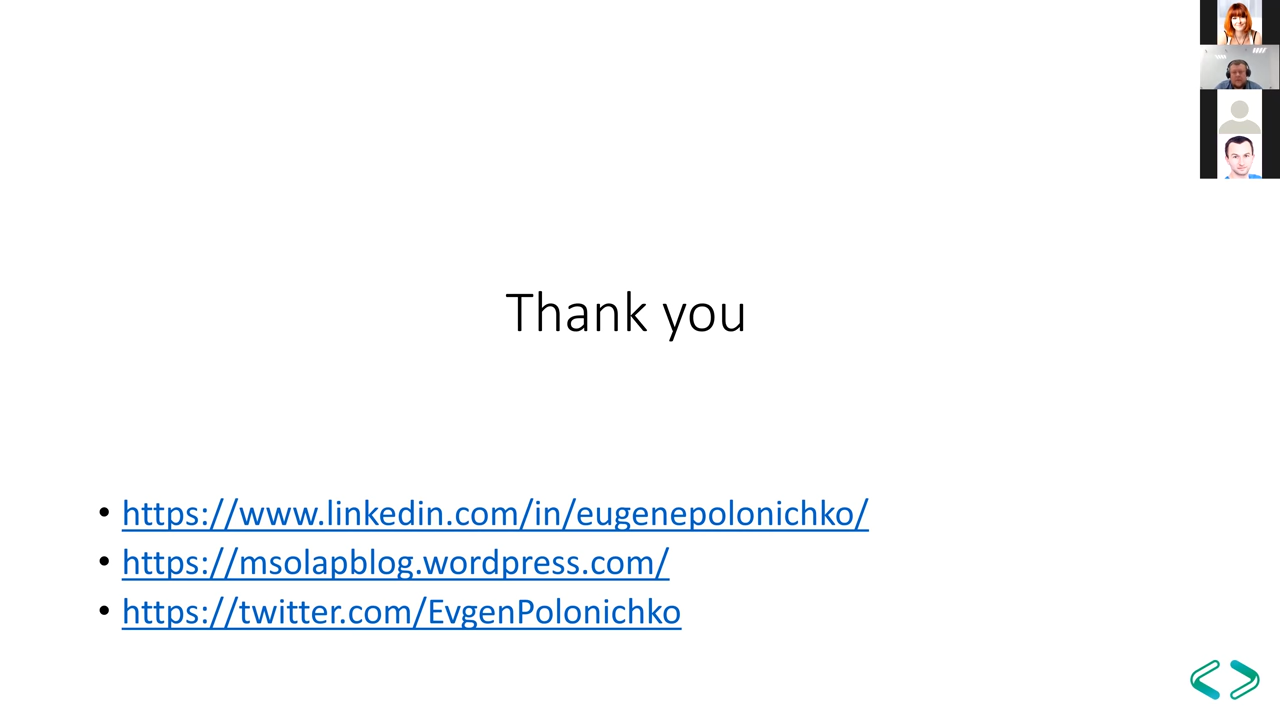 Thank you
• https://www.linkedin.com/in/eugenepolonichko/
• https://msolapblog.wordpress.com/
• https://twitter.com/EvgenPolonichko